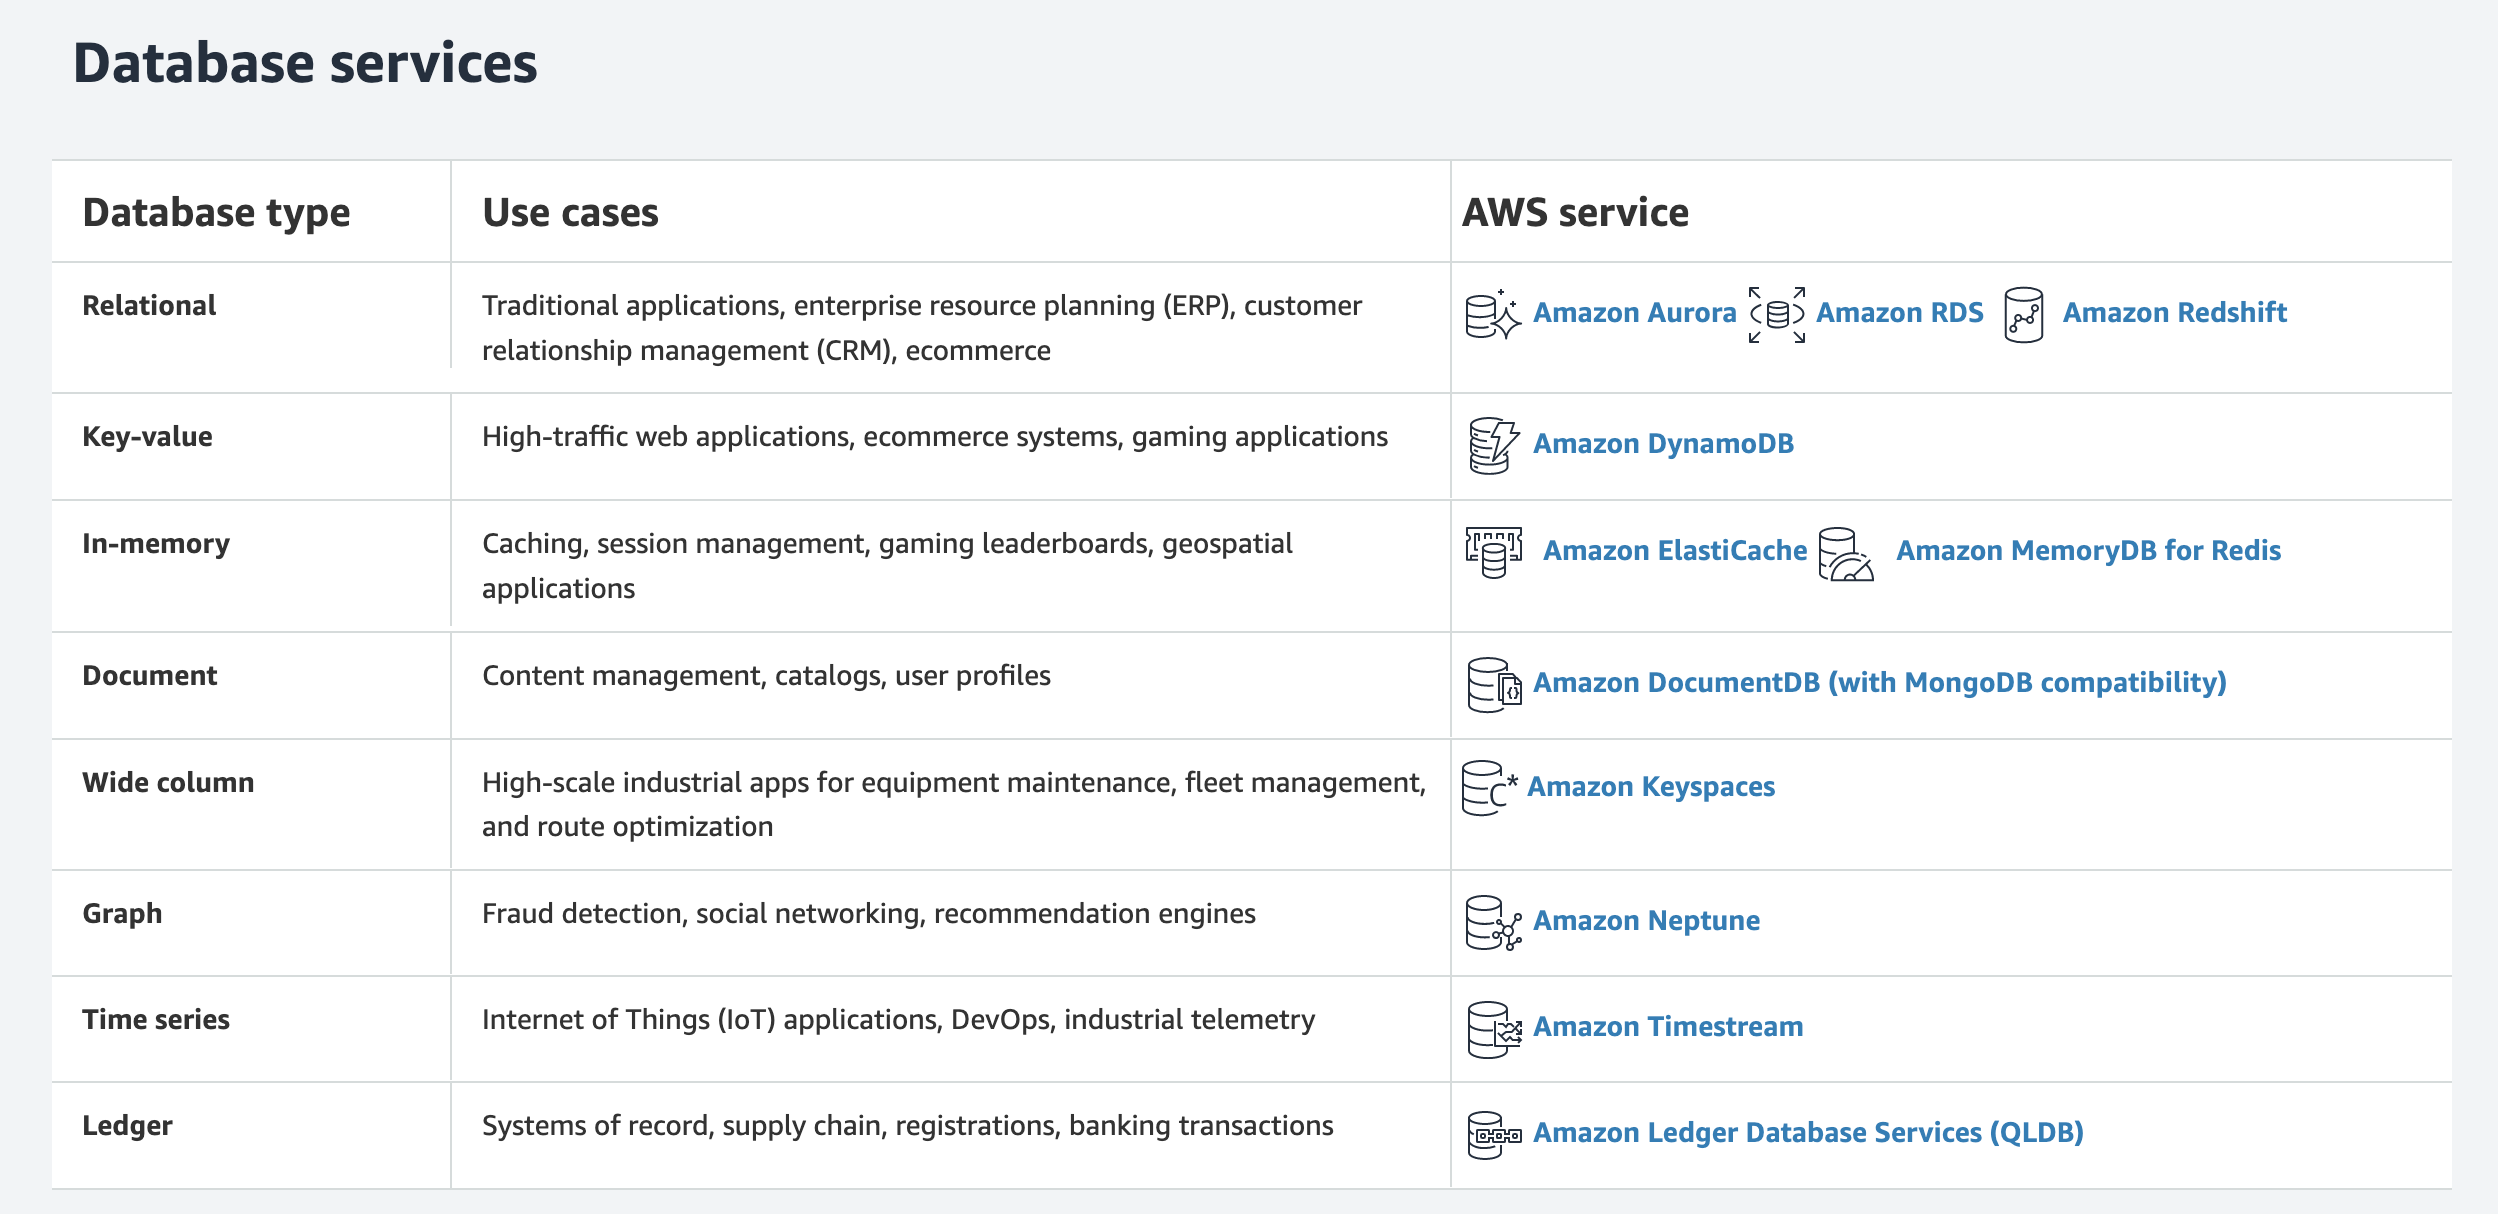 Database services
Database type Use cases AWS service
Relational Traditional applications, enterprise resource planning (ERP), customer Amazon Aurora Amazon RDS Amazon Redshift
relationship management (CRM), ecommerce
Key-value High-traffic web applications, ecommerce systems, gaming applications Amazon DynamoDB
In-memory Caching, session management, gaming leaderboards, geospatial Amazon ElastiCache Amazon MemoryDB for Redis
applications
Document Content management, catalogs, user profiles Amazon DocumentDB (with MongoDB compatibility)
Wide column High-scale industrial apps for equipment maintenance, fleet management, C* Amazon Keyspaces
and route optimization
Graph Fraud detection, social networking, recommendation engines Amazon Neptune
Time series Internet of Things (IoT) applications, DevOps, industrial telemetry Amazon Timestream
Ledger Systems of record, supply chain, registrations, banking transactions Amazon Ledger Database Services (QLDB)